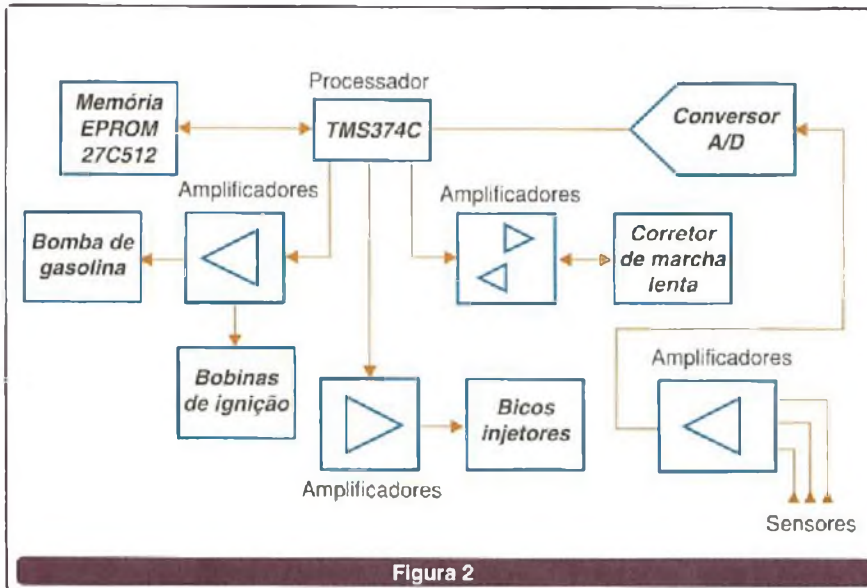 Processador
Memória
EPROM
27C512
TMS374C
Conversor
A/D
Amplificadores
Amplificadores
Bomba de
gasolina
Corretor
de marcha
lenta
Bobinas
de ignição
Amplificadores
Bicos
injetores
Amplificadores
Sensores
Figura 2